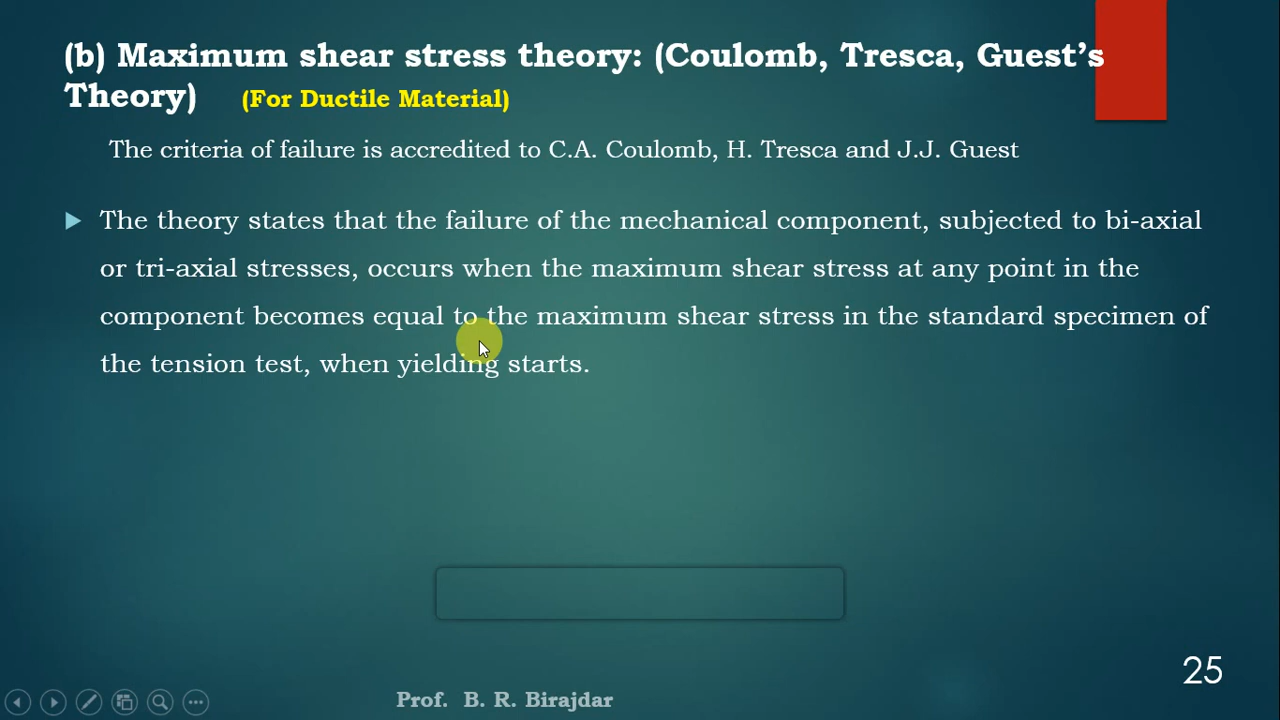 (b) Maximum shear stress theory: (Coulomb, Tresca, Guest’s
Theory) (For Ductile Material)
The criteria of failure is accredited to C.A. Coulomb, H. Tresca and J.J. Guest
The theory states that the failure of the mechanical component, subjected to bi-axial
or tri-axial stresses, occurs when the maximum shear stress at any point in the
component becomes equal to the maximum shear stress in the standard specimen of
the tension test, when yielding starts.
25
Prof. B. R. Birajdar